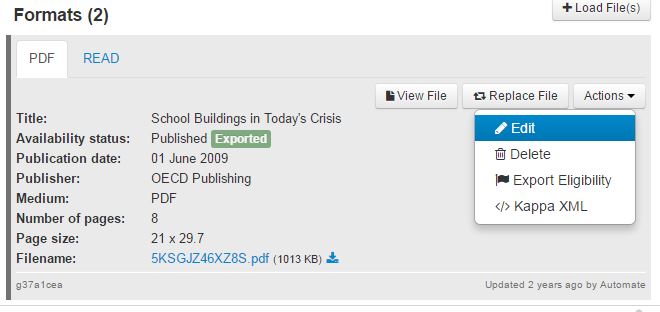 Formats (2)
Load File(s)
PDF READ
View File Replace File Actions
Edit
Delete
Export Eligibility
Kappa XML
Title: School Buildings in Today's Crisis
Availability status: Published Exported
Publication date: 01 June 2009
Publisher: OECD Publishing
Medium: PDF
Number of pages: 8
Page size: 21 x 29.7
Filename: 5KSGJZ46XZ8S.pdf (1013 KB)
g37a1cea Updated 2 years ago by Automate